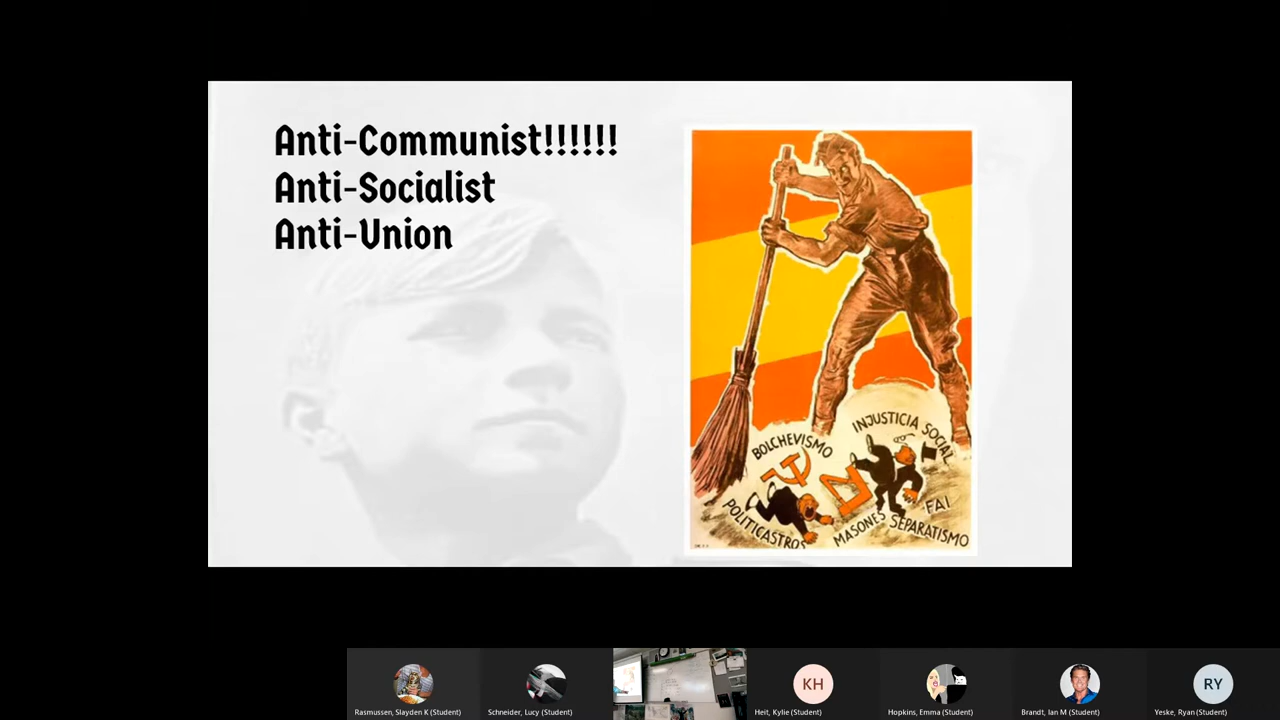 Anti-Communist!!!!!!
Anti-Socialist
Anti-Union
BOLCHEVISMO
INJUSTICIA SOCIAL
POLITICASTROS
MASONES
SEPARATISMO
FAI
Rasmussen, Slayden K (Student)
Schneider, Lucy (Student)
KH
Heit, Kylie (Student)
Hopkins, Emma (Student)
Brandt, Ian M (Student)
RY
Yeske, Ryan (Student)